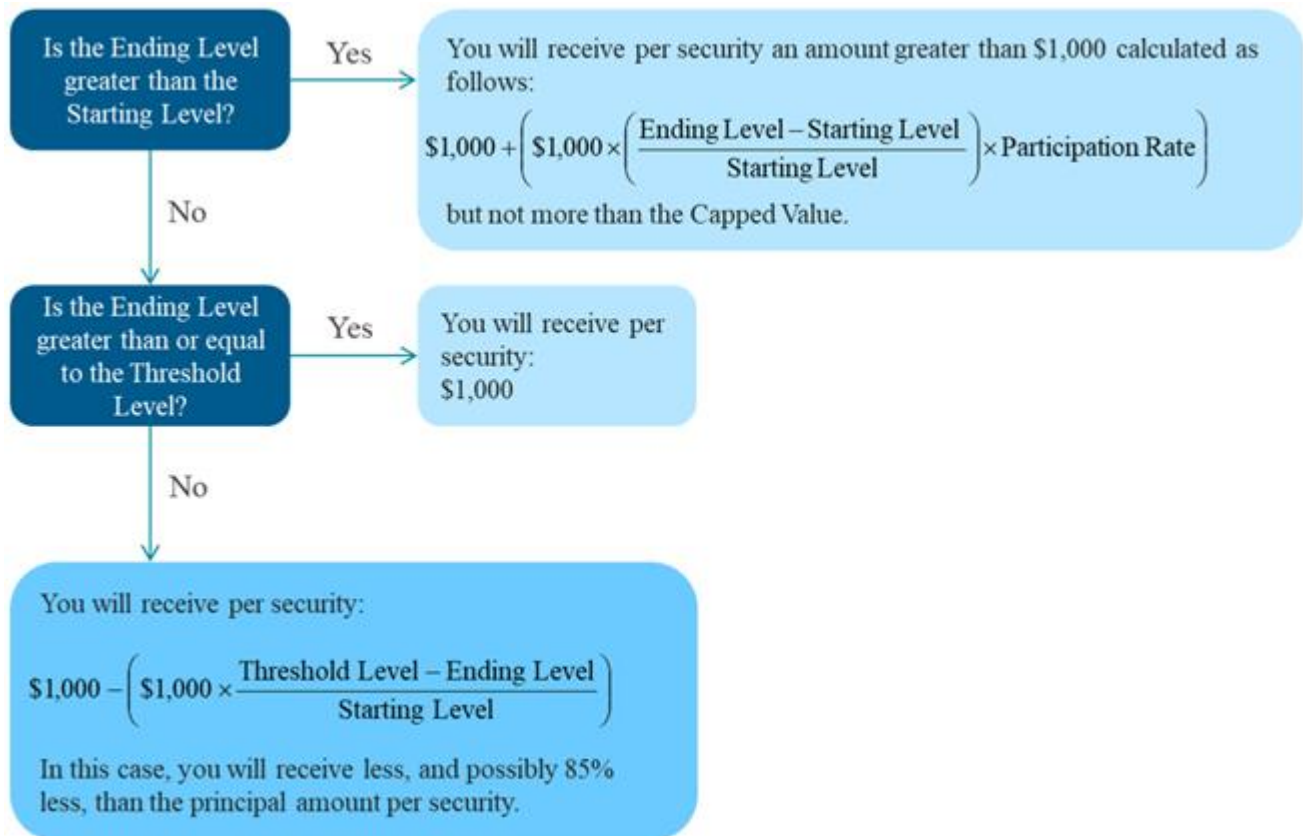 Is the Ending Level
greater than the
Starting Level?
Yes
You will receive per security an amount greater than $1,000 calculated as
follows:
$1,000 + ( $1,000 × ( (Ending Level – Starting Level) / Starting Level ) × Participation Rate )
but not more than the Capped Value.
No
Is the Ending Level
greater than or equal
to the Threshold
Level?
Yes
You will receive per
security:
$1,000
No
You will receive per security:
$1,000 – ( $1,000 × (Threshold Level – Ending Level) / Starting Level )
In this case, you will receive less, and possibly 85%
less, than the principal amount per security.